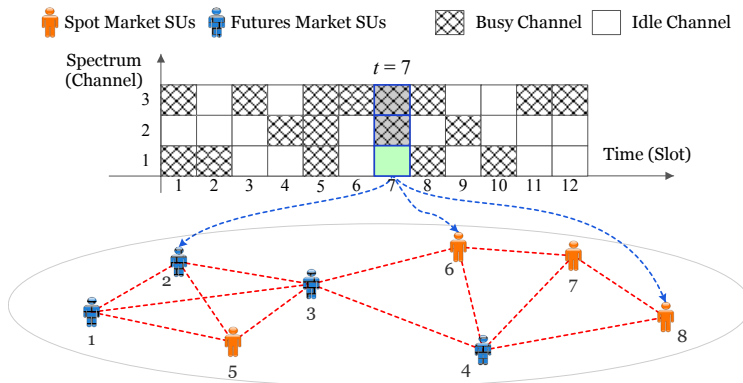 Spot Market SUs Futures Market SUs Busy Channel Idle Channel
Spectrum
(Channel)
t = 7
3
2
1
Time (Slot)
1 2 3 4 5 6 7 8 9 10 11 12
6
7
2
3
8
1
5
4